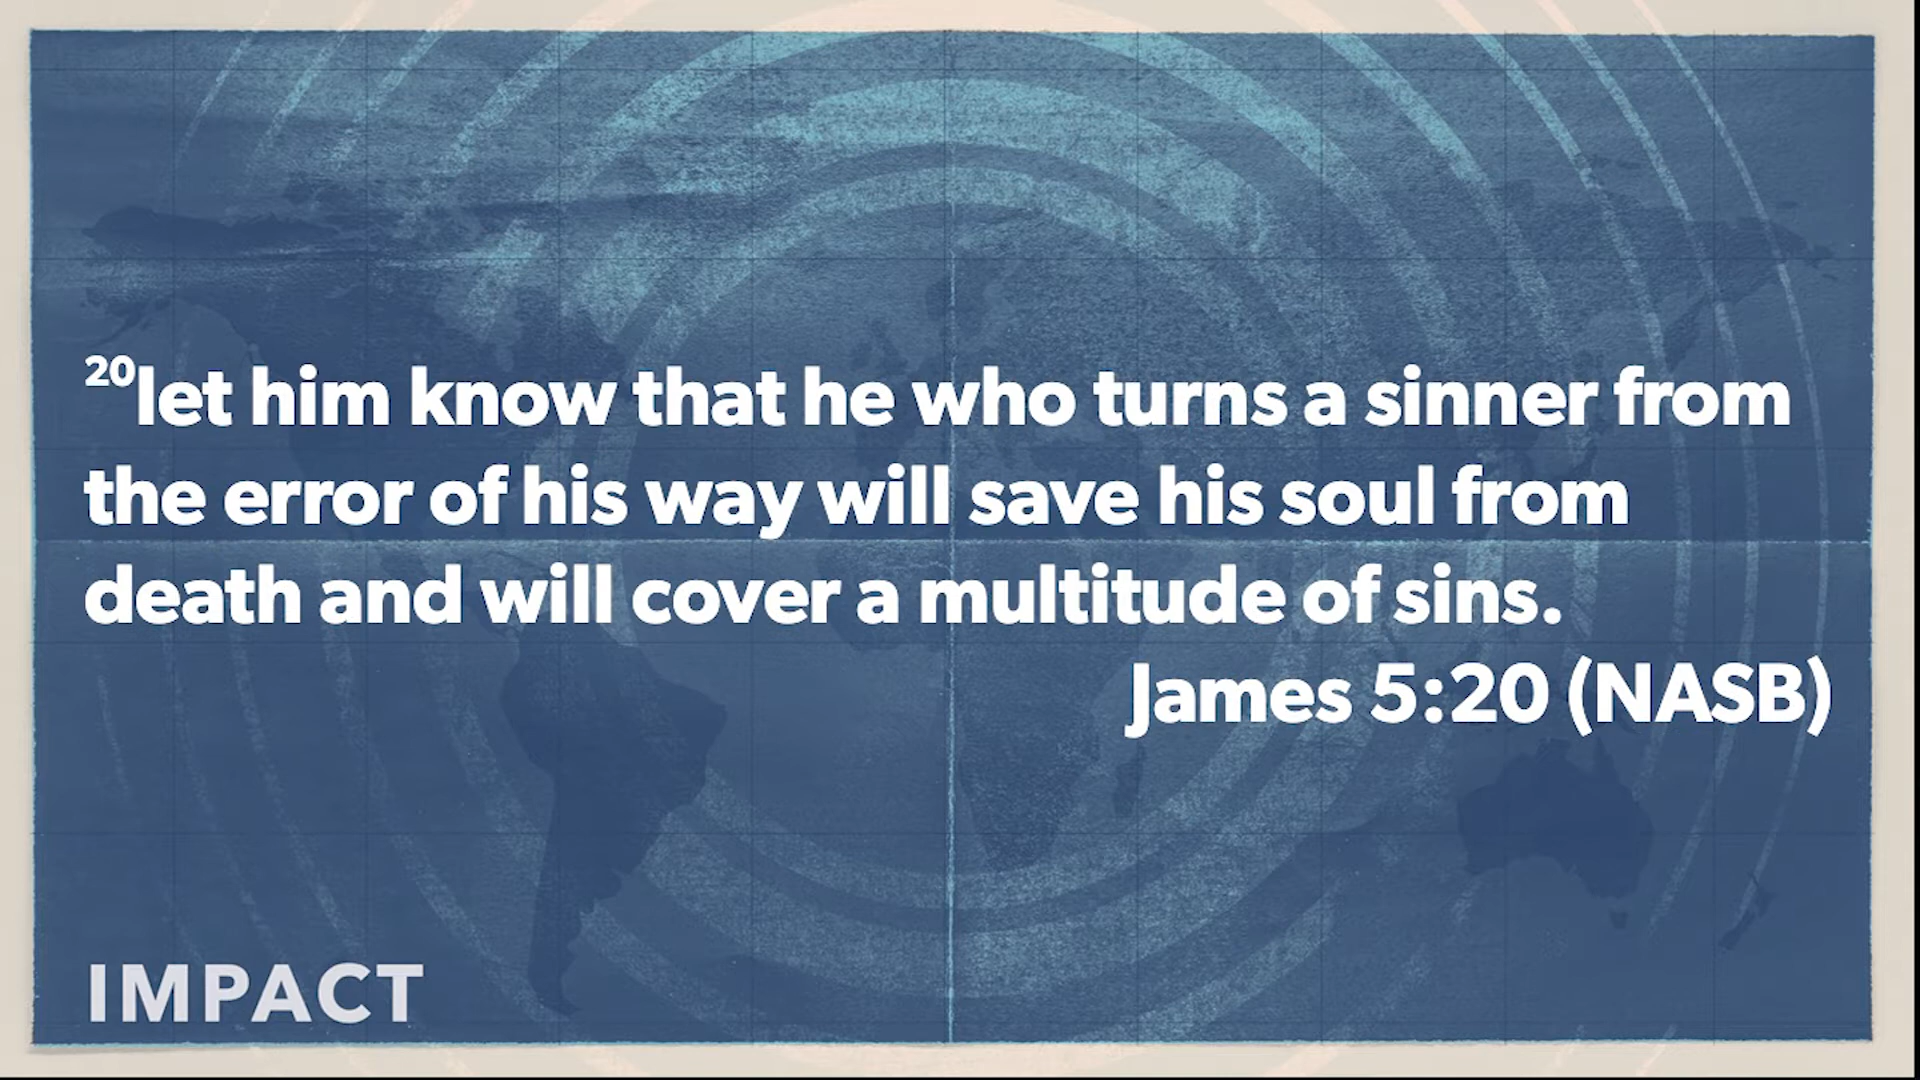 ²⁰let him know that he who turns a sinner from
the error of his way will save his soul from
death and will cover a multitude of sins.
James 5:20 (NASB)
IMPACT